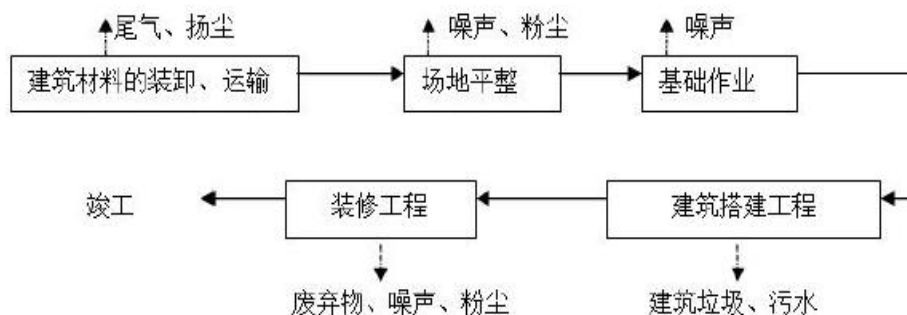 尾气、扬尘
噪声、粉尘
噪声
建筑材料的装卸、运输
场地平整
基础作业
竣工
装修工程
建筑搭建工程
废弃物、噪声、粉尘
建筑垃圾、污水